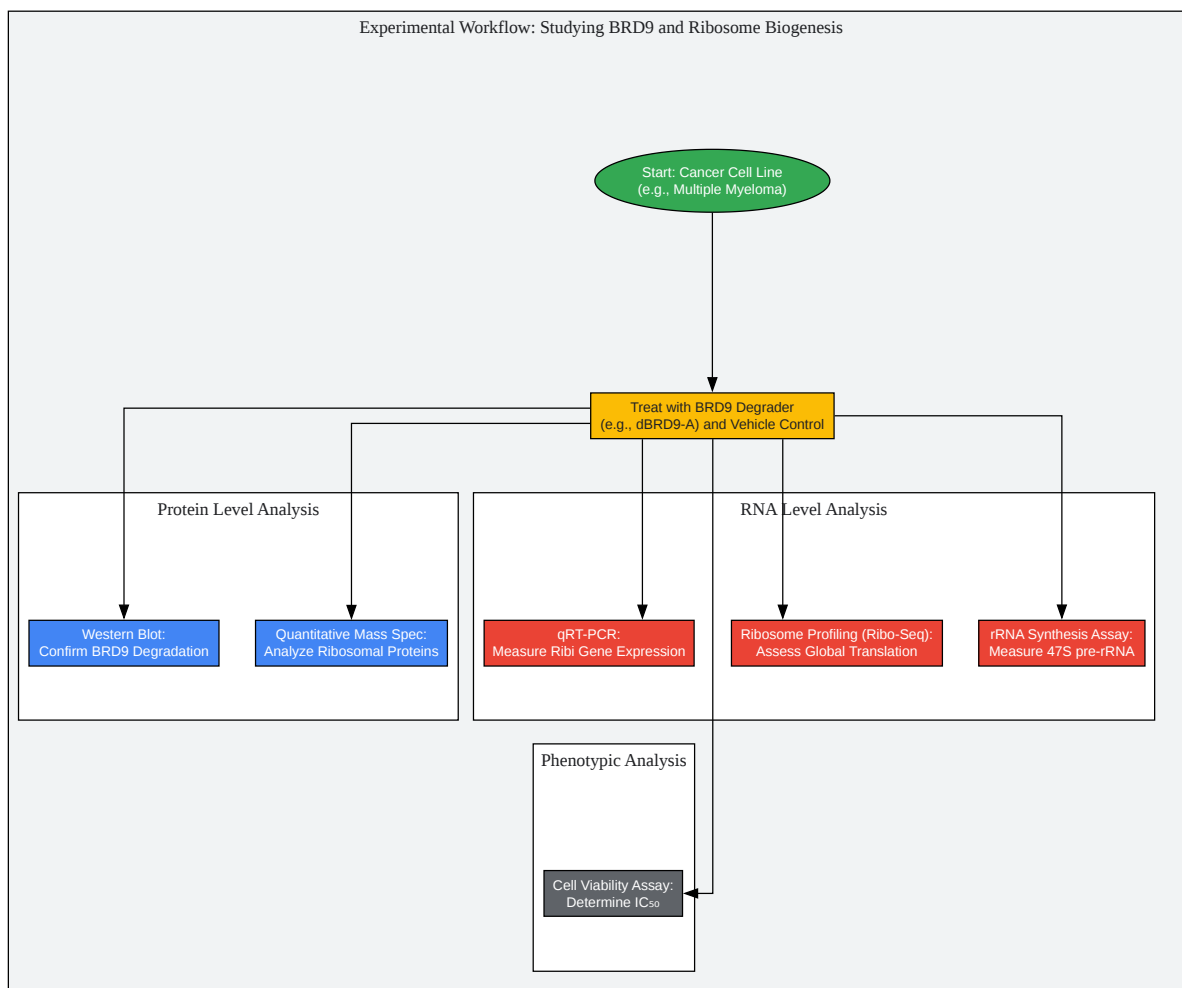 Experimental Workflow: Studying BRD9 and Ribosome Biogenesis
Start: Cancer Cell Line
(e.g., Multiple Myeloma)
Treat with BRD9 Degrader
(e.g., dBRD9-A) and Vehicle Control
Protein Level Analysis
RNA Level Analysis
Western Blot:
Confirm BRD9 Degradation
Quantitative Mass Spec:
Analyze Ribosomal Proteins
qRT-PCR:
Measure Ribi Gene Expression
Ribosome Profiling (Ribo-Seq):
Assess Global Translation
rRNA Synthesis Assay:
Measure 47S pre-rRNA
Phenotypic Analysis
Cell Viability Assay:
Determine IC₅₀